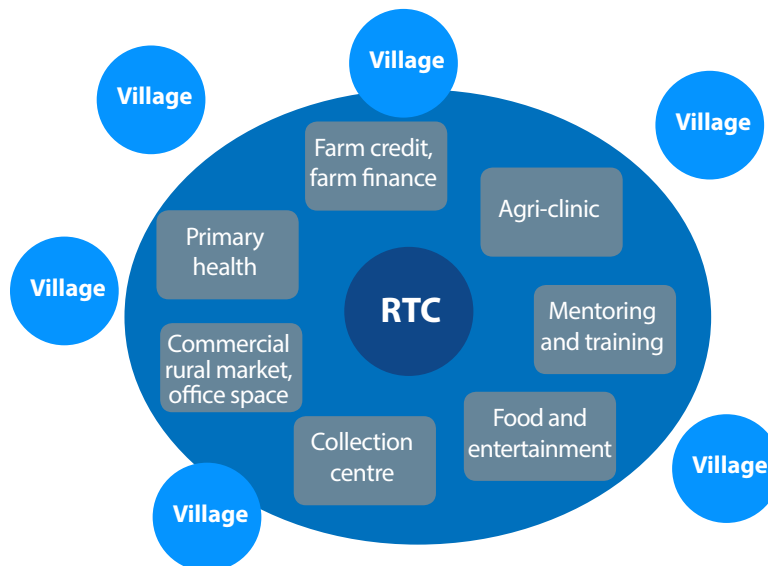 Village
Village
Village
Farm credit,
farm finance
Agri-clinic
Primary
health
Village
RTC
Mentoring
and training
Commercial
rural market,
office space
Food and
entertainment
Collection
centre
Village
Village